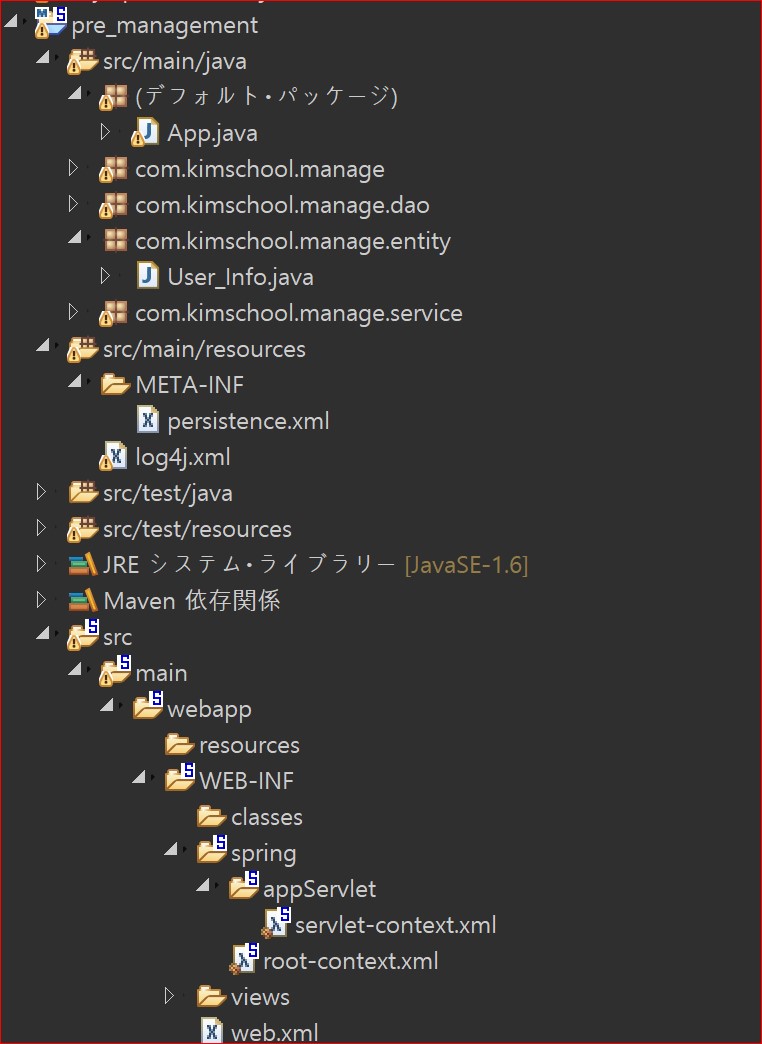 pre_management
src/main/java
(デフォルト・パッケージ)
App.java
com.kimschool.manage
com.kimschool.manage.dao
com.kimschool.manage.entity
User_Info.java
com.kimschool.manage.service
src/main/resources
META-INF
persistence.xml
log4j.xml
src/test/java
src/test/resources
JRE システム・ライブラリー [JavaSE-1.6]
Maven 依存関係
src
main
webapp
resources
WEB-INF
classes
spring
appServlet
servlet-context.xml
root-context.xml
views
web.xml